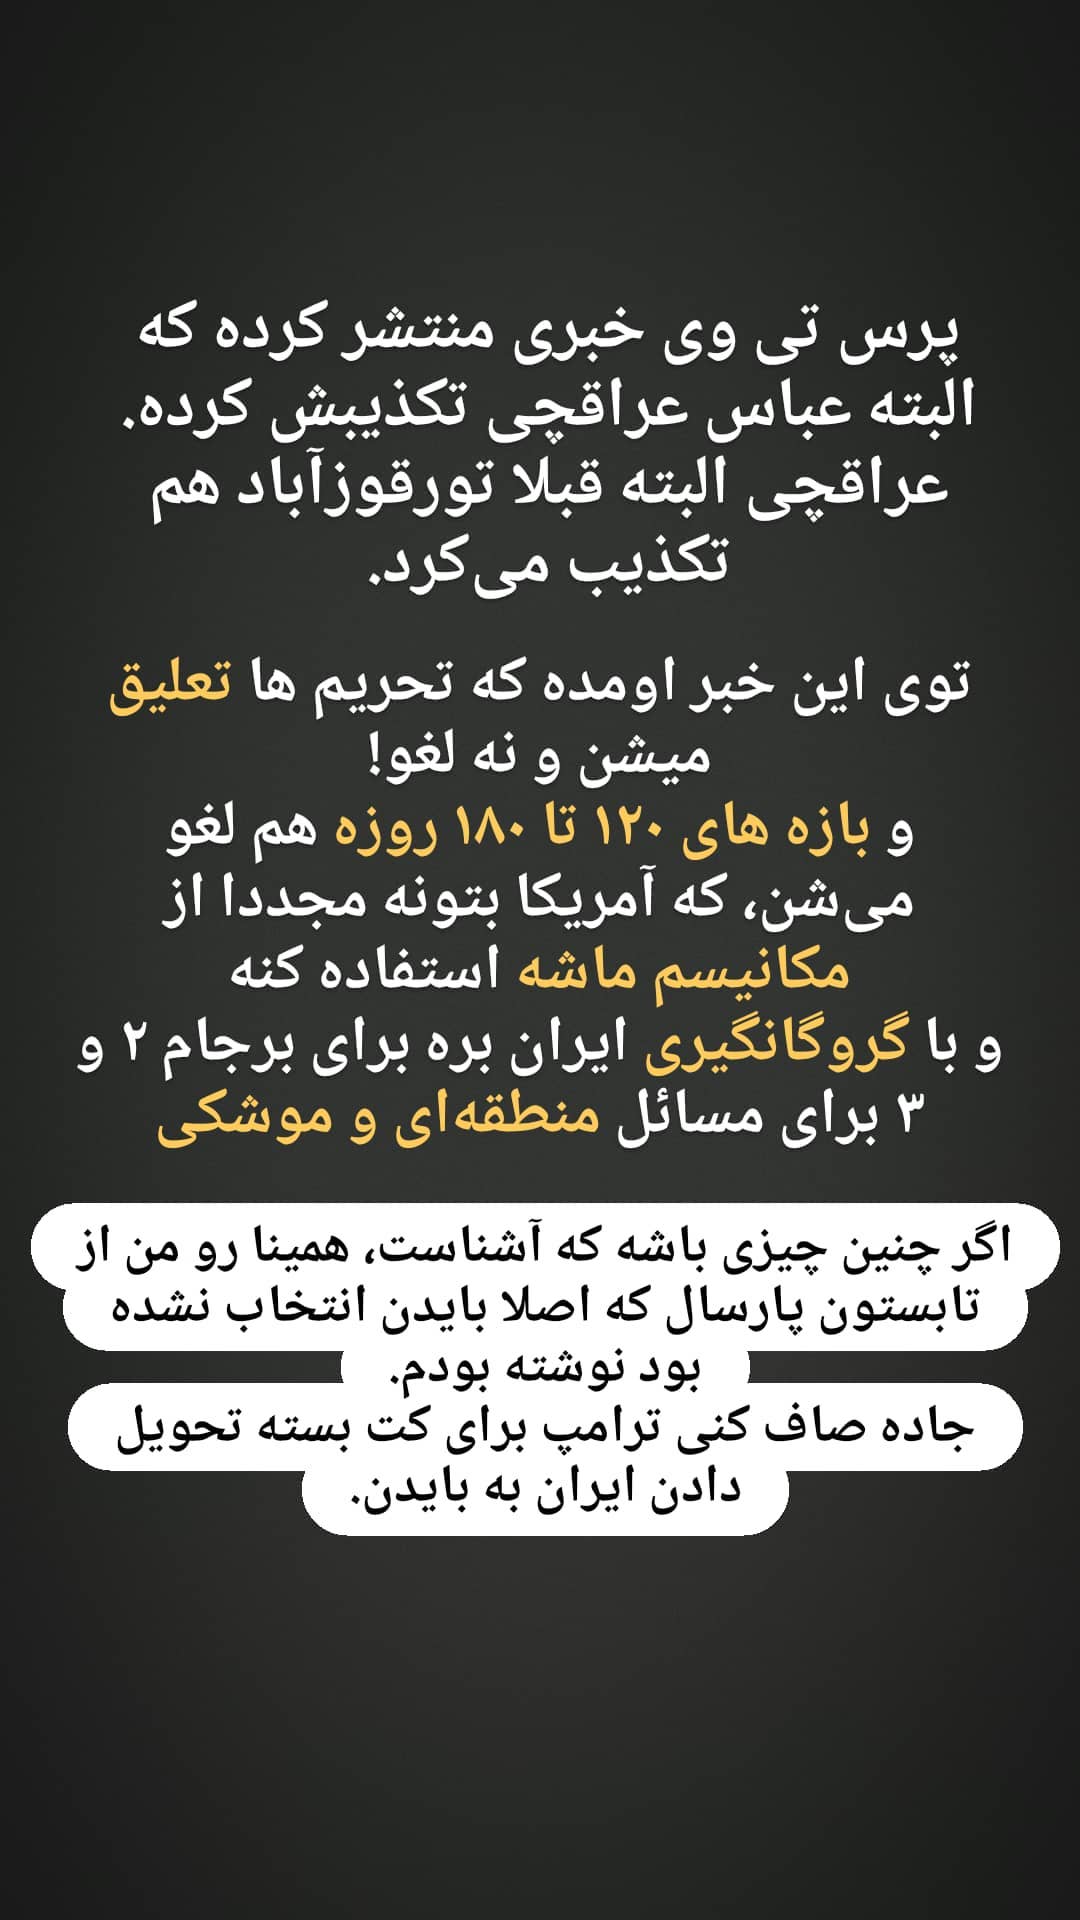 پرس تی وی خبری منتشر کرده که
البته عباس عراقچی تکذیبش کرده.
عراقچی البته قبلا تورقوزآباد هم
تکذیب می‌کرد.
توی این خبر اومده که تحریم ها تعلیق
میشن و نه لغو!
و بازه های ۱۲۰ تا ۱۸۰ روزه هم لغو
می‌شن، که آمریکا بتونه مجددا از
مکانیسم ماشه استفاده کنه
و با گروگانگیری ایران بره برای برجام ۲ و
۳ برای مسائل منطقه‌ای و موشکی
اگر چنین چیزی باشه که آشناست، همینا رو من از
تابستون پارسال که اصلا بایدن انتخاب نشده
بود نوشته بودم.
جاده صاف کنی ترامپ برای کت بسته تحویل
دادن ایران به بایدن.